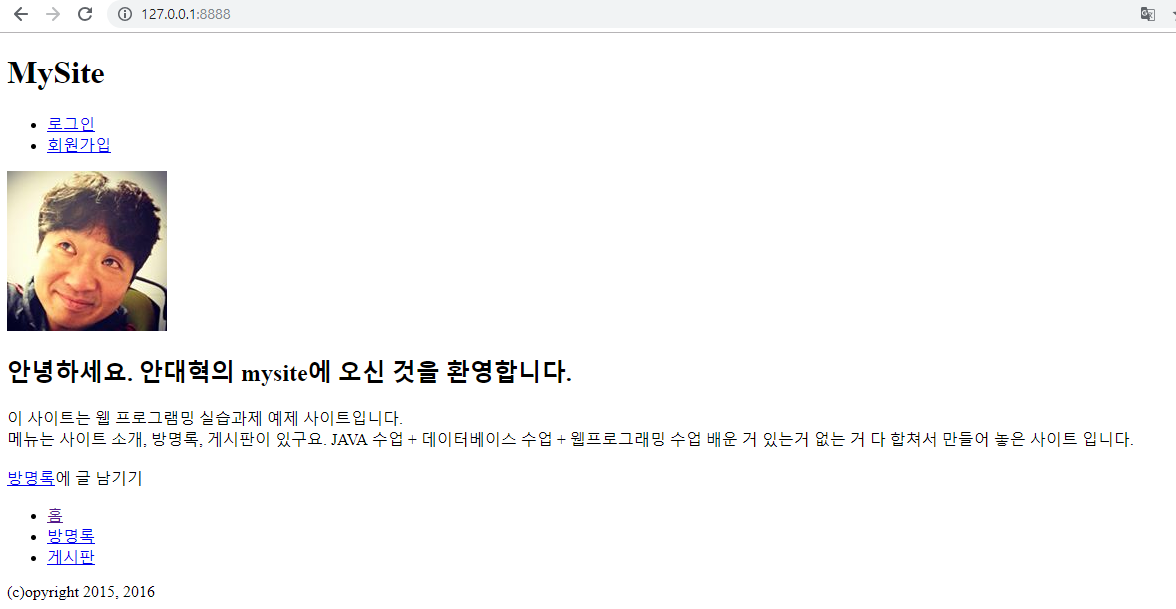 127.0.0.1:8888
MySite
로그인
회원가입
안녕하세요. 안대혁의 mysite에 오신 것을 환영합니다.
이 사이트는 웹 프로그램밍 실습과제 예제 사이트입니다.
메뉴는 사이트 소개, 방명록, 게시판이 있구요. JAVA 수업 + 데이터베이스 수업 + 웹프로그래밍 수업 배운 거 있는거 없는 거 다 합쳐서 만들어 놓은 사이트 입니다.
방명록에 글 남기기
홈
방명록
게시판
(c)opyright 2015, 2016